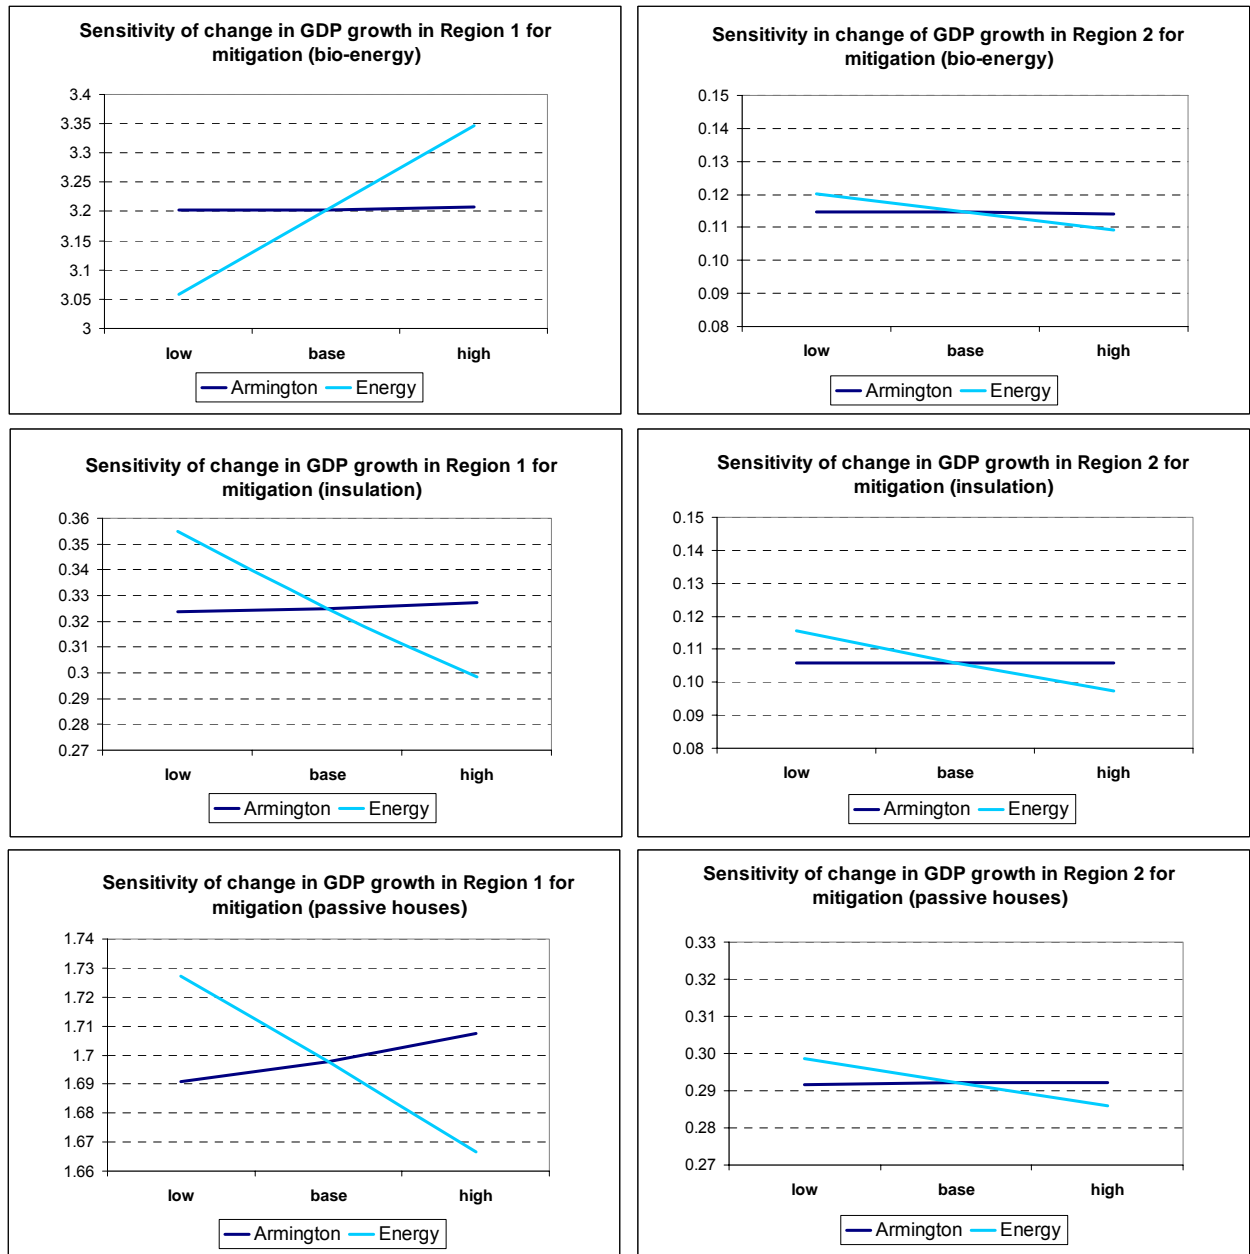 Sensitivity of change in GDP growth in Region 1 for
mitigation (bio-energy)
3.4
3.35
3.3
3.25
3.2
3.15
3.1
3.05
3
low base high
Armington Energy
Sensitivity in change of GDP growth in Region 2 for
mitigation (bio-energy)
0.15
0.14
0.13
0.12
0.11
0.10
0.09
0.08
low base high
Armington Energy
Sensitivity of change in GDP growth in Region 1 for
mitigation (insulation)
0.36
0.35
0.34
0.33
0.32
0.31
0.3
0.29
0.28
0.27
low base high
Armington Energy
Sensitivity of change in GDP growth in Region 2 for
mitigation (insulation)
0.15
0.14
0.13
0.12
0.11
0.10
0.09
0.08
low base high
Armington Energy
Sensitivity of change in GDP growth in Region 1 for
mitigation (passive houses)
1.74
1.73
1.72
1.71
1.7
1.69
1.68
1.67
1.66
low base high
Armington Energy
Sensitivity of change in GDP growth in Region 2 for
mitigation (passive houses)
0.33
0.32
0.31
0.30
0.29
0.28
0.27
low base high
Armington Energy